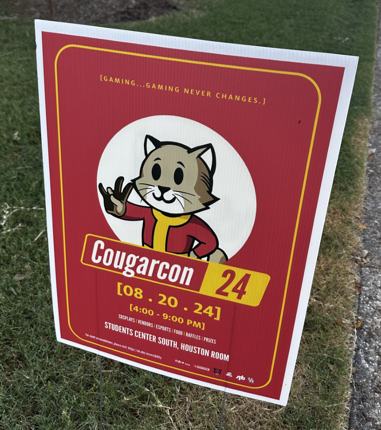 [GAMING...GAMING NEVER CHANGES.]
Cougarcon 24
[08 . 20 . 24]
[4:00 - 9:00 PM]
COSPLAYS | VENDORS | ESPORTS | FOOD | RAFFLES | PRIZES
STUDENTS CENTER SOUTH, HOUSTON ROOM